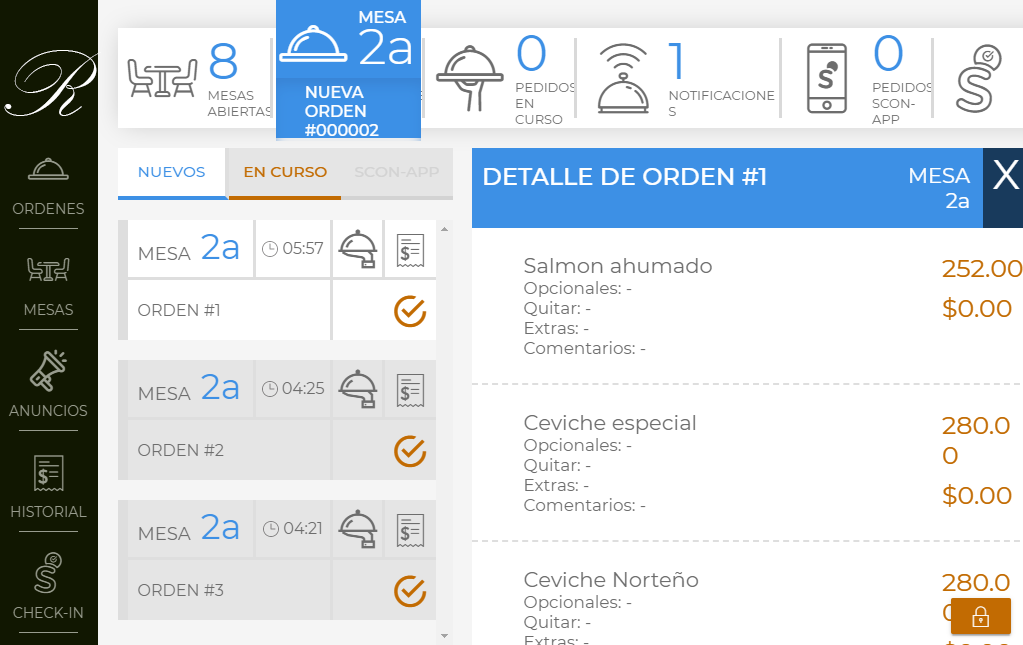 R
ORDENES
MESAS
ANUNCIOS
$
HISTORIAL
S
CHECK-IN
8
MESAS
ABIERTAS
MESA
2a
NUEVA
ORDEN
#000002
0
PEDIDOS
EN
CURSO
1
NOTIFICACIONE
S
S
0
PEDIDOS
SCON-
APP
S
NUEVOS
EN CURSO
SCON-APP
MESA 2a
05:57
$
ORDEN #1
MESA 2a
04:25
$
ORDEN #2
MESA 2a
04:21
$
ORDEN #3
DETALLE DE ORDEN #1
MESA
2a
X
Salmon ahumado
252.00
Opcionales: -
Quitar: -
$0.00
Extras: -
Comentarios: -
Ceviche especial
280.0
0
Opcionales: -
Quitar: -
Extras: -
$0.00
Comentarios: -
Ceviche Norteño
280.0
Opcionales: -
Quitar: -
Extras: -